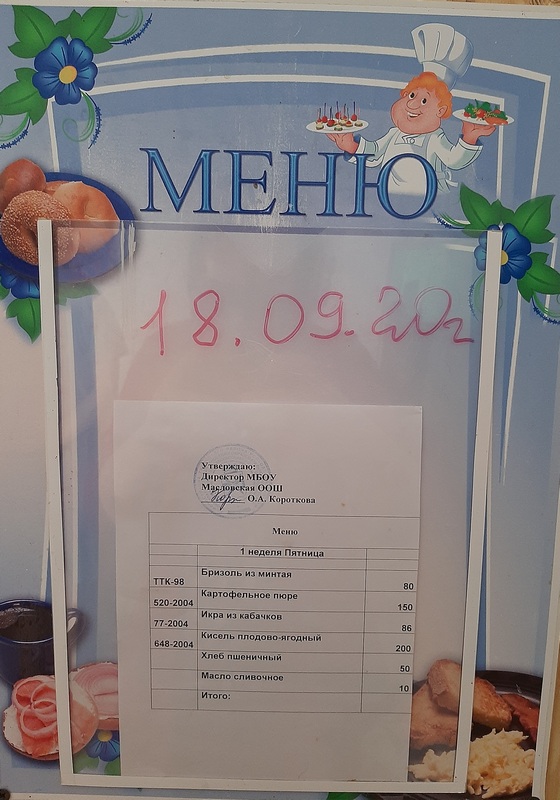 МЕНЮ
18.09.20г
Утверждаю:
Директор МБОУ
Масловская ООШ
О.А. Короткова
Меню
1 неделя Пятница
ТТК-98 Бризоль из минтая 80
520-2004 Картофельное пюре 150
77-2004 Икра из кабачков 86
648-2004 Кисель плодово-ягодный 200
Хлеб пшеничный 50
Масло сливочное 10
Итого: